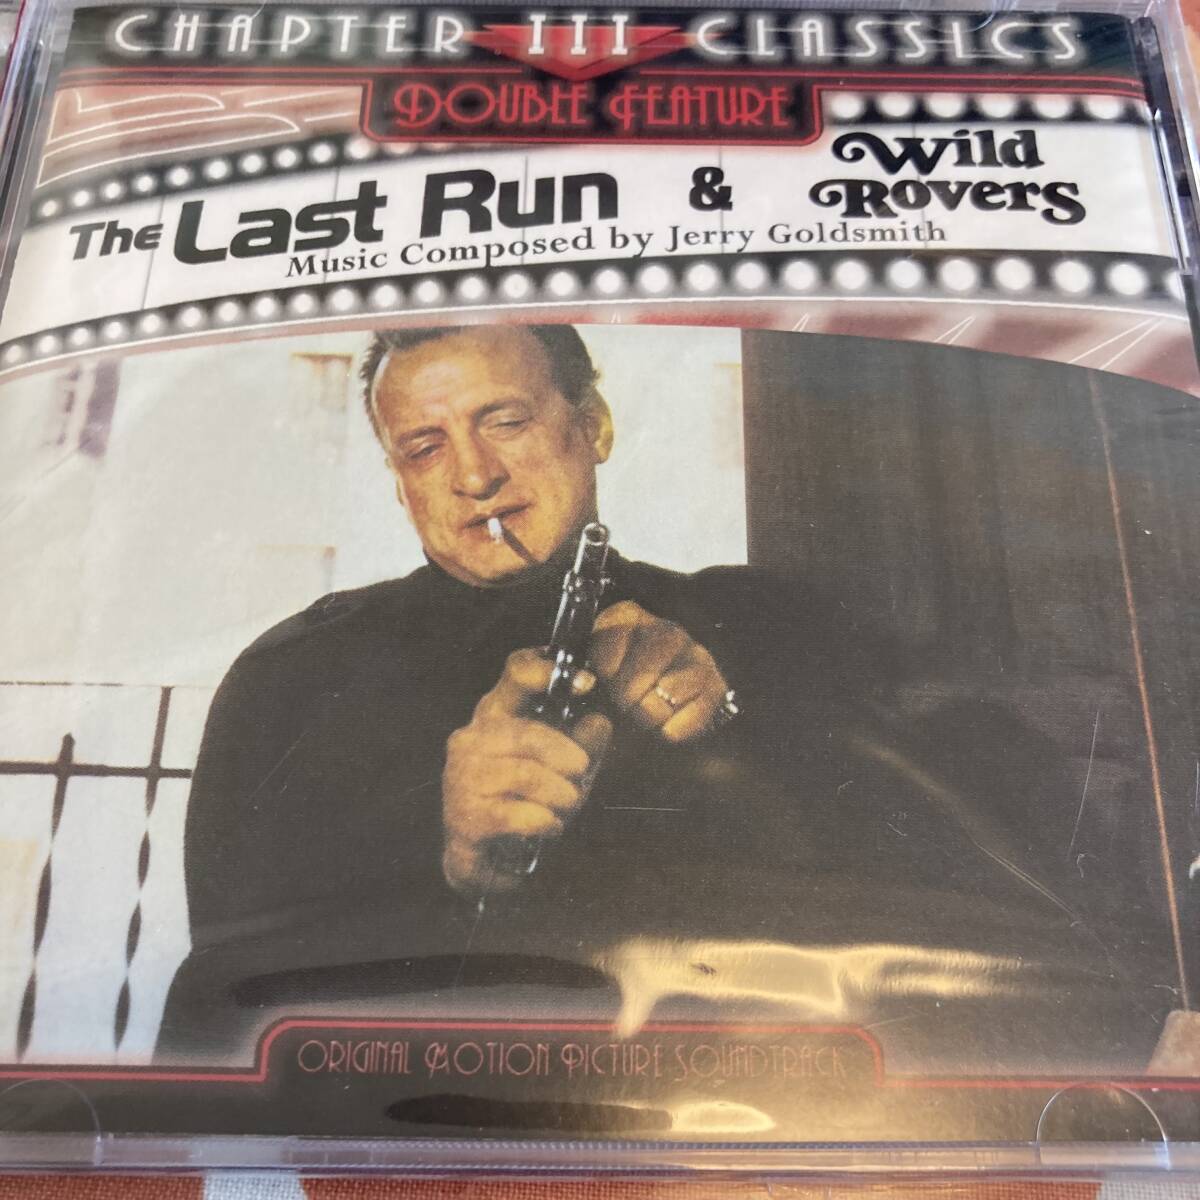 CHAPTER III CLASSICS
DOUBLE FEATURE
The Last Run & Wild Rovers
Music Composed by Jerry Goldsmith
ORIGINAL MOTION PICTURE SOUNDTRACK